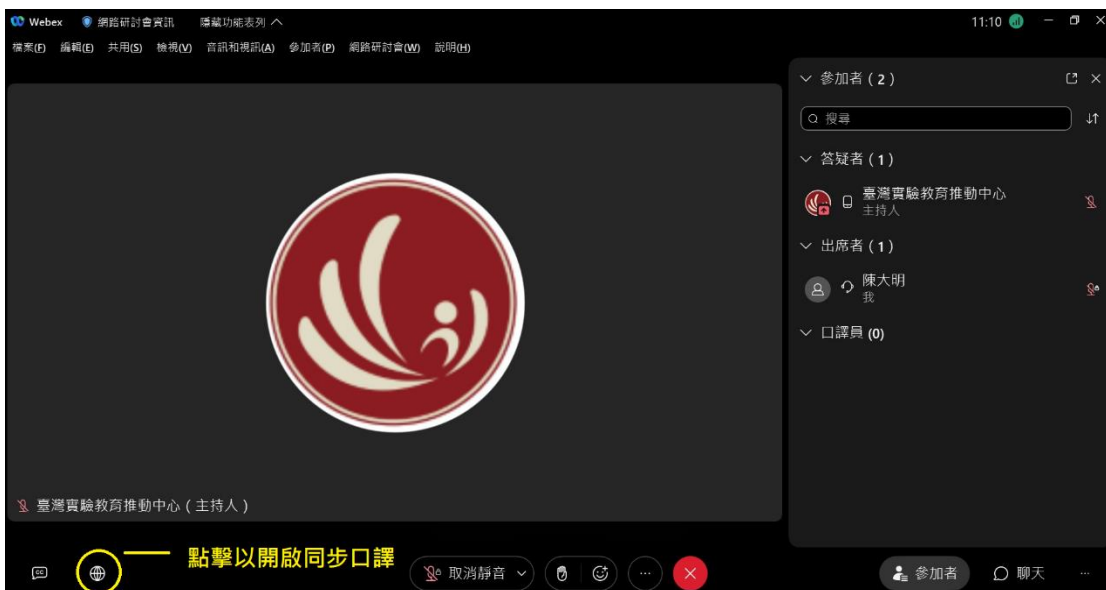 Webex 網路研討會資訊 隱藏功能表列 11:10
檔案(F) 編輯(E) 共用(S) 檢視(V) 音訊和視訊(A) 參加者(P) 網路研討會(W) 說明(H)
參加者 ( 2 )
搜尋
答疑者 ( 1 )
臺灣實驗教育推動中心
主持人
出席者 ( 1 )
陳大明
我
口譯員 (0)
臺灣實驗教育推動中心 ( 主持人 )
點擊以開啟同步口譯
CC 取消靜音 參加者 聊天